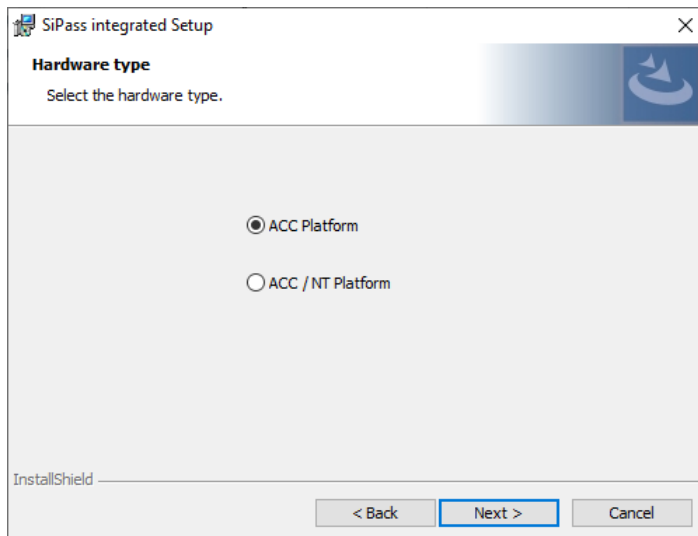 SiPass integrated Setup
Hardware type
Select the hardware type.
ACC Platform
ACC / NT Platform
InstallShield
< Back
Next >
Cancel